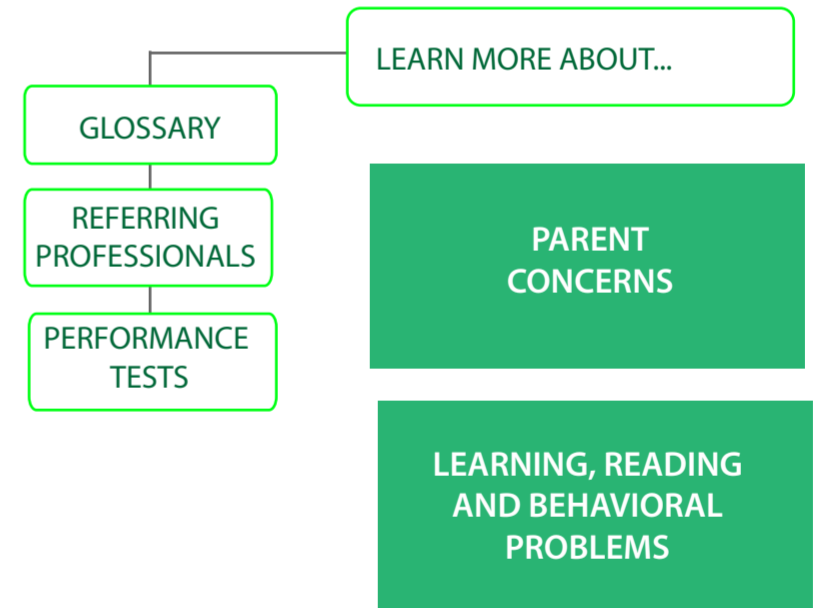 LEARN MORE ABOUT...
GLOSSARY
REFERRING
PROFESSIONALS
PERFORMANCE
TESTS
PARENT
CONCERNS
LEARNING, READING
AND BEHAVIORAL
PROBLEMS